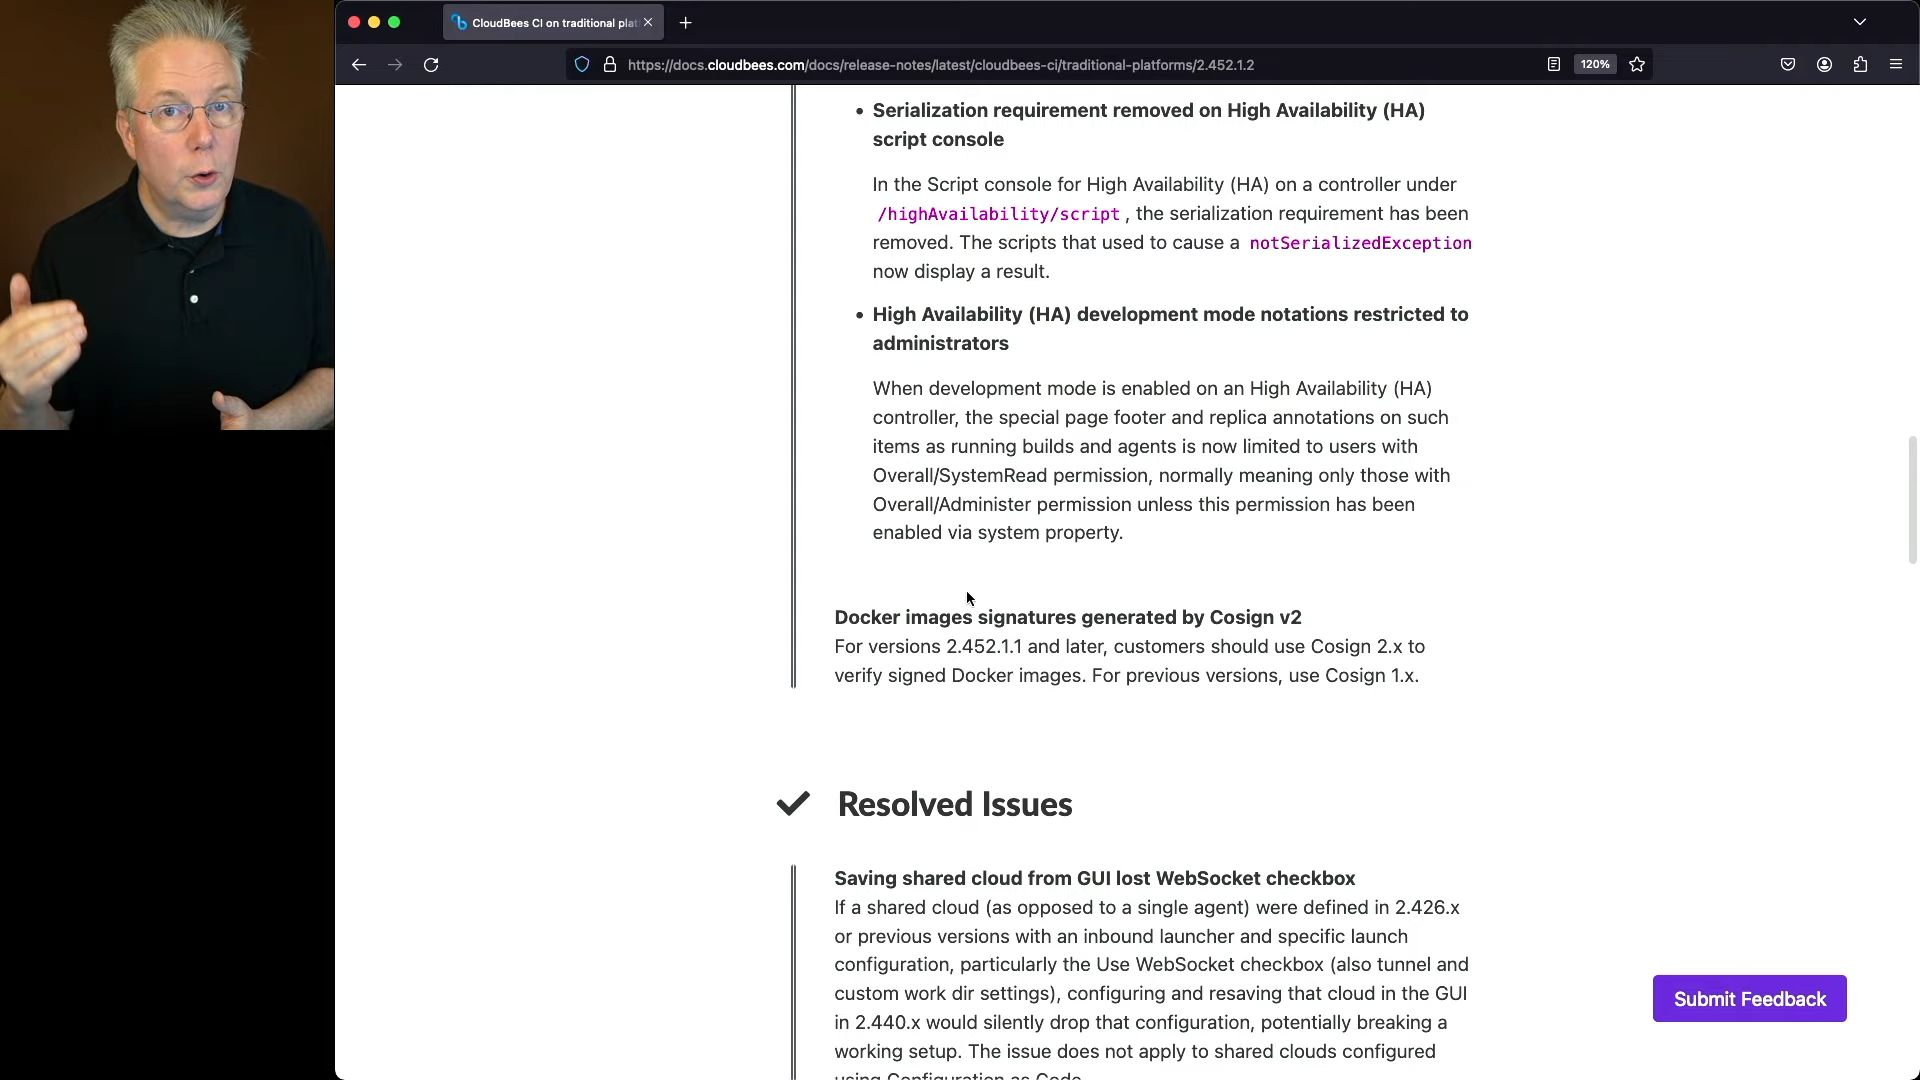 CloudBees CI on traditional pla
https://docs.cloudbees.com/docs/release-notes/latest/cloudbees-ci/traditional-platforms/2.452.1.2
120%
• Serialization requirement removed on High Availability (HA)
script console
In the Script console for High Availability (HA) on a controller under
/highAvailability/script , the serialization requirement has been
removed. The scripts that used to cause a notSerializedException
now display a result.
• High Availability (HA) development mode notations restricted to
administrators
When development mode is enabled on an High Availability (HA)
controller, the special page footer and replica annotations on such
items as running builds and agents is now limited to users with
Overall/SystemRead permission, normally meaning only those with
Overall/Administer permission unless this permission has been
enabled via system property.
Docker images signatures generated by Cosign v2
For versions 2.452.1.1 and later, customers should use Cosign 2.x to
verify signed Docker images. For previous versions, use Cosign 1.x.
Resolved Issues
Saving shared cloud from GUI lost WebSocket checkbox
If a shared cloud (as opposed to a single agent) were defined in 2.426.x
or previous versions with an inbound launcher and specific launch
configuration, particularly the Use WebSocket checkbox (also tunnel and
custom work dir settings), configuring and resaving that cloud in the GUI
in 2.440.x would silently drop that configuration, potentially breaking a
working setup. The issue does not apply to shared clouds configured
using Configuration as Code.
Submit Feedback